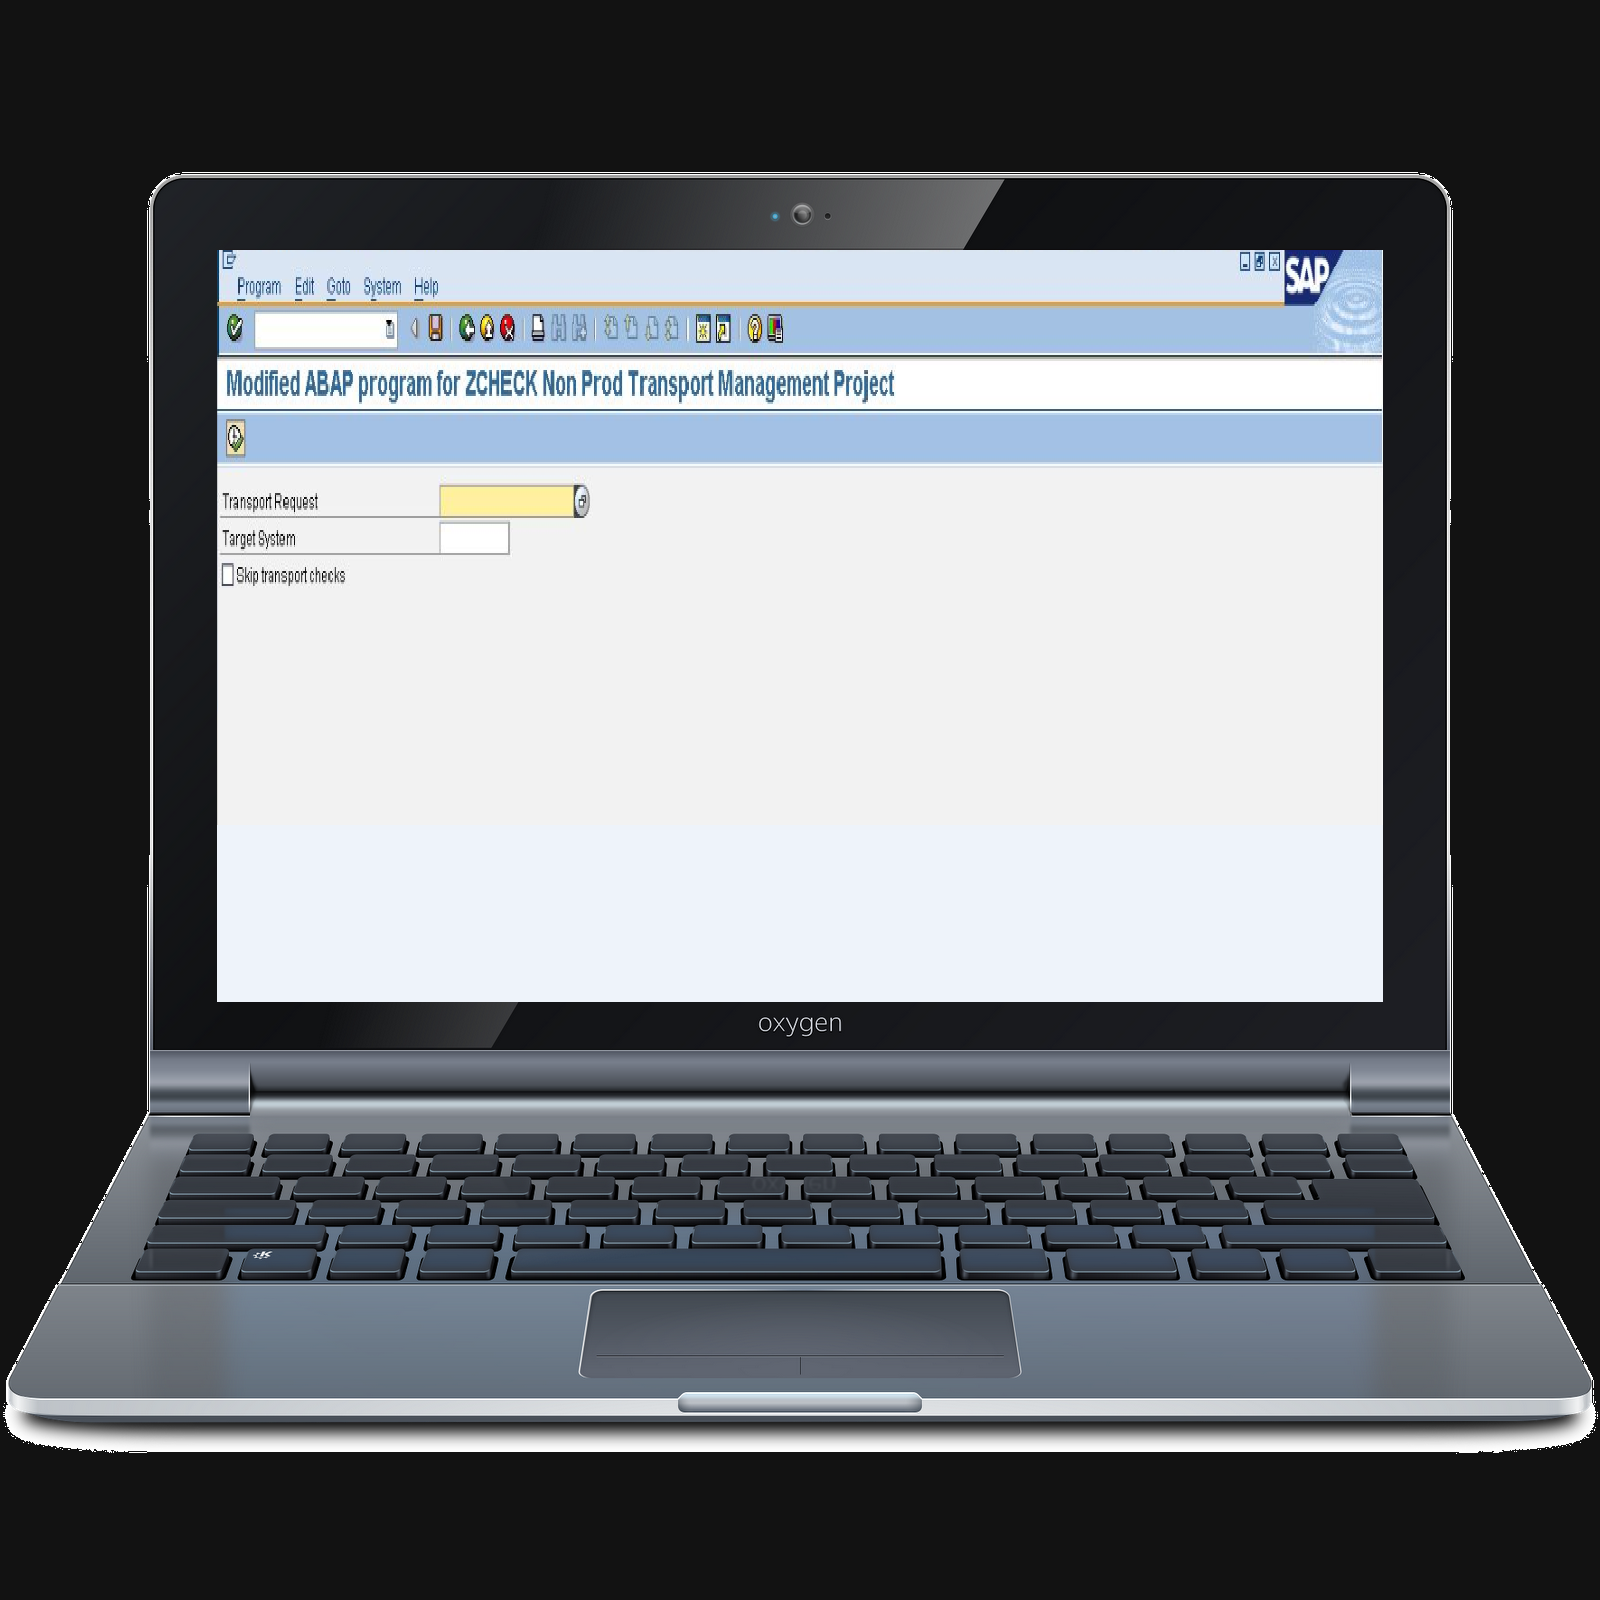 Program Edit Goto System Help
SAP
Modified ABAP program for ZCHECK Non Prod Transport Management Project
Transport Request
Target System
Skip transport checks
oxygen